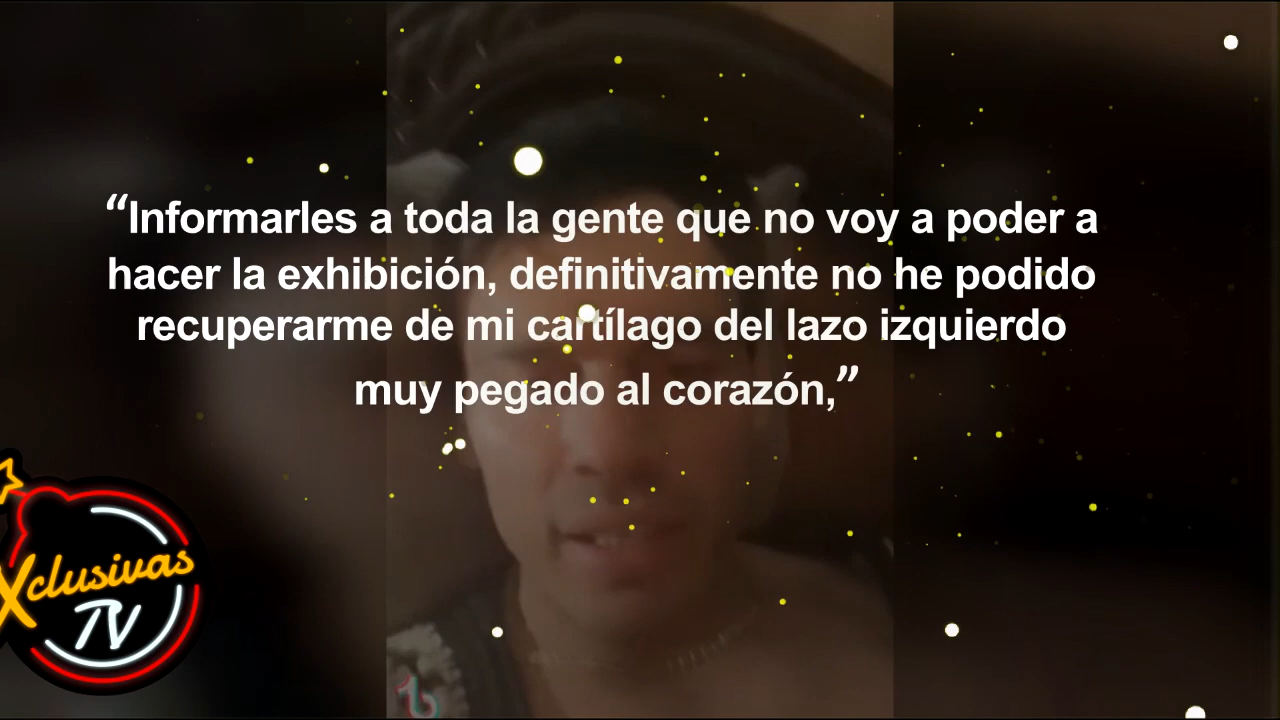 “Informarles a toda la gente que no voy a poder a
hacer la exhibición, definitivamente no he podido
recuperarme de mi cartílago del lazo izquierdo
muy pegado al corazón,”
Xclusivas
TV